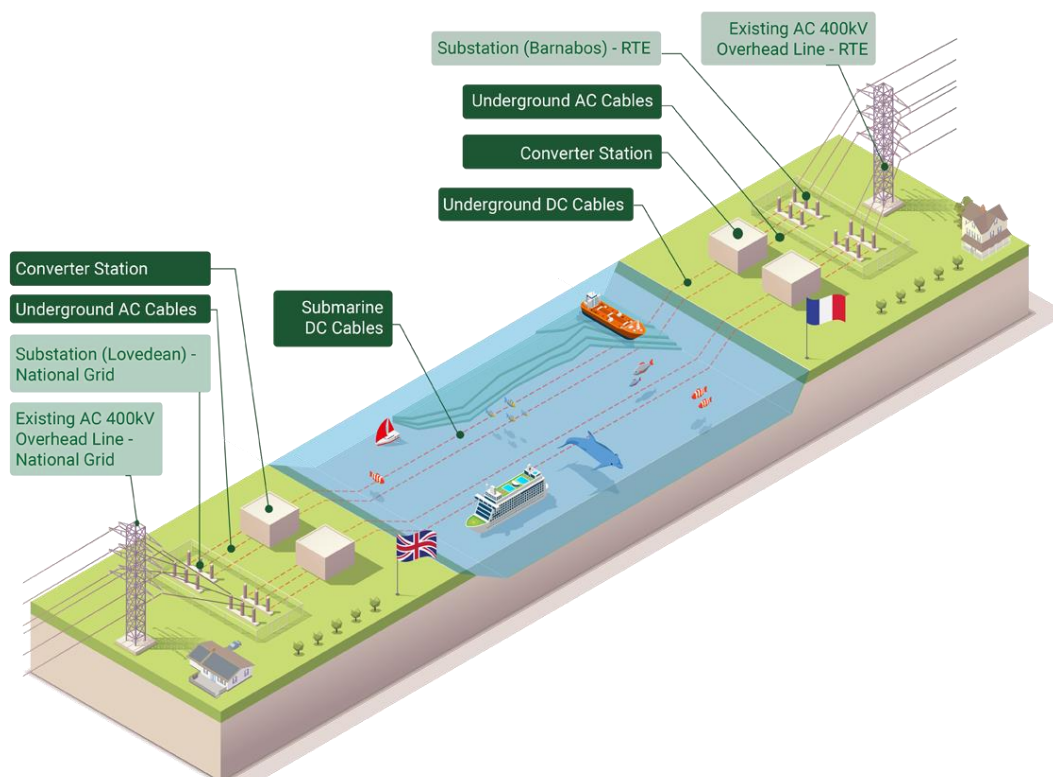 Existing AC 400kV
Overhead Line - RTE
Substation (Barnabos) - RTE
Underground AC Cables
Converter Station
Underground DC Cables
Submarine
DC Cables
Converter Station
Underground AC Cables
Substation (Lovedean) -
National Grid
Existing AC 400kV
Overhead Line -
National Grid